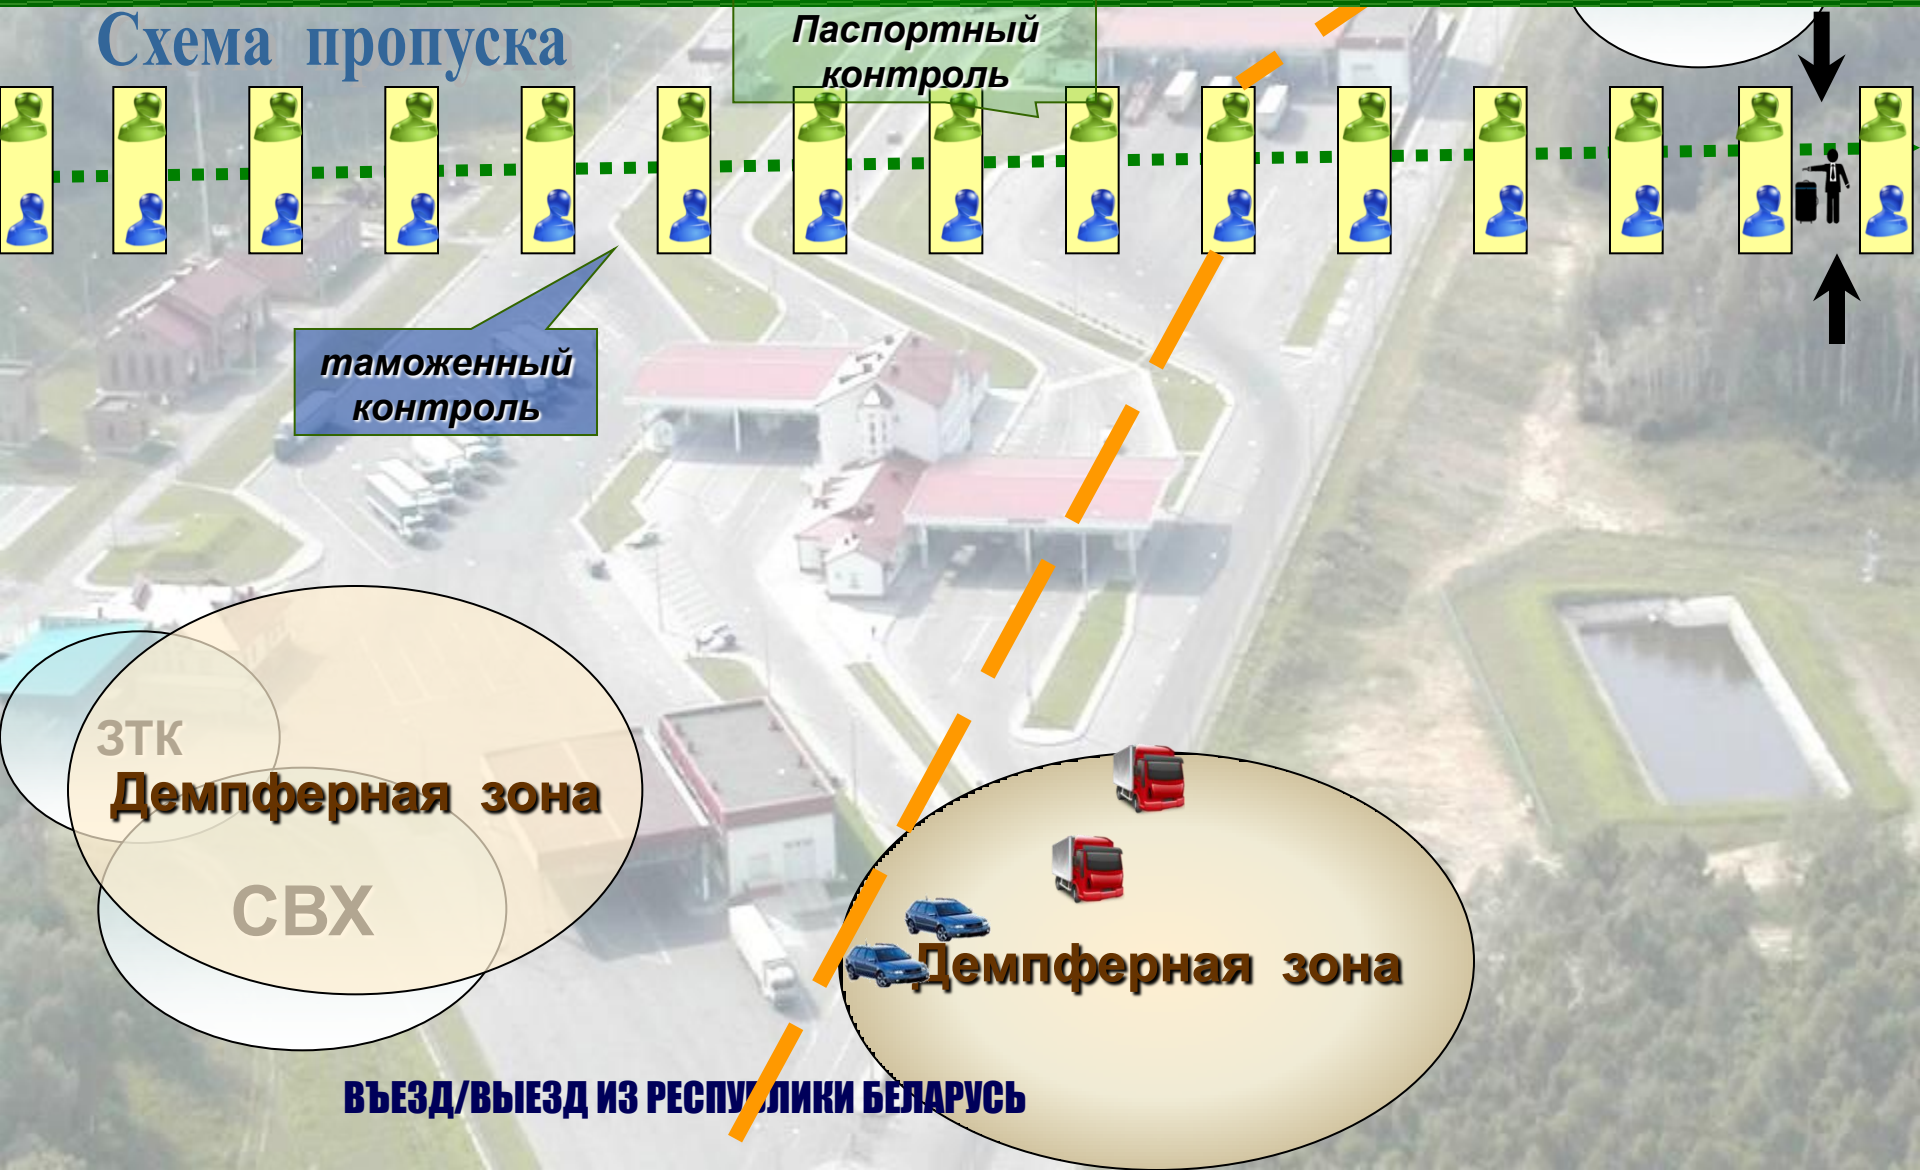 Схема пропуска
Паспортный
контроль
таможенный
контроль
ЗТК
Демпферная зона
СВХ
Демпферная зона
ВЪЕЗД/ВЫЕЗД ИЗ РЕСПУБЛИКИ БЕЛАРУСЬ